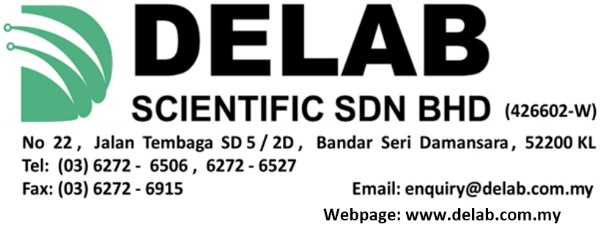 DELAB
SCIENTIFIC SDN BHD (426602-W)
No 22 , Jalan Tembaga SD 5 / 2D , Bandar Seri Damansara , 52200 KL
Tel: (03) 6272 - 6506 , 6272 - 6527
Fax: (03) 6272 - 6915 Email: enquiry@delab.com.my
Webpage: www.delab.com.my